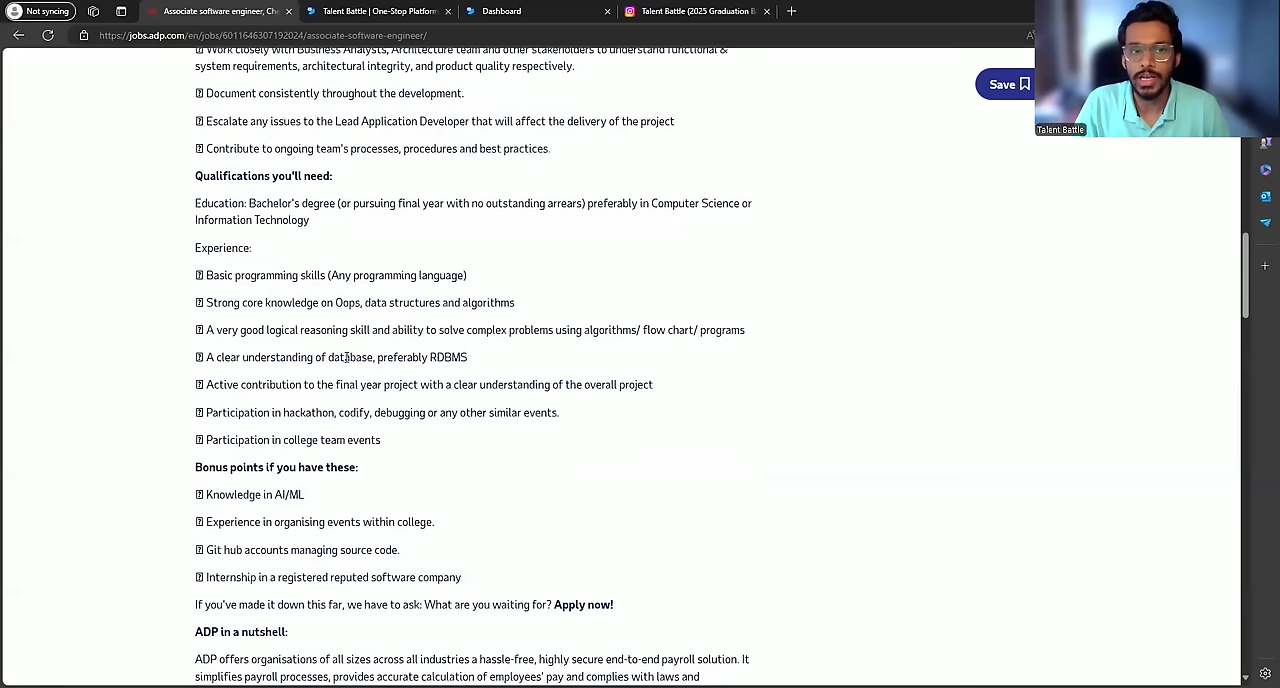 Not syncing
Associate software engineer, Che
Talent Battle | One-Stop Platform
Dashboard
Talent Battle (2025 Graduation B
https://jobs.adp.com/en/jobs/6011646307192024/associate-software-engineer/
Work closely with Business Analysts, Architecture team and other stakeholders to understand functional &
system requirements, architectural integrity, and product quality respectively.
Save
Talent Battle
Document consistently throughout the development.
Escalate any issues to the Lead Application Developer that will affect the delivery of the project
Contribute to ongoing team's processes, procedures and best practices.
Qualifications you'll need:
Education: Bachelor's degree (or pursuing final year with no outstanding arrears) preferably in Computer Science or
Information Technology
Experience:
Basic programming skills (Any programming language)
Strong core knowledge on Oops, data structures and algorithms
A very good logical reasoning skill and ability to solve complex problems using algorithms/ flow chart/ programs
A clear understanding of database, preferably RDBMS
Active contribution to the final year project with a clear understanding of the overall project
Participation in hackathon, codify, debugging or any other similar events.
Participation in college team events
Bonus points if you have these:
Knowledge in AI/ML
Experience in organising events within college.
Git hub accounts managing source code.
Internship in a registered reputed software company
If you've made it down this far, we have to ask: What are you waiting for? Apply now!
ADP in a nutshell:
ADP offers organisations of all sizes across all industries a hassle-free, highly secure end-to-end payroll solution. It
simplifies payroll processes, provides accurate calculation of employees' pay and complies with laws and